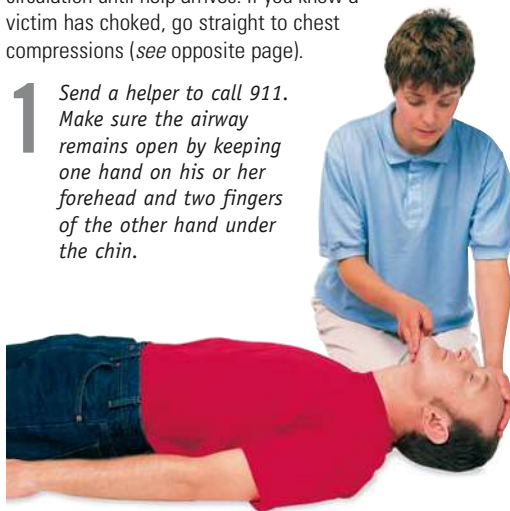 circulation until help arrives. If you know a
victim has choked, go straight to chest
compressions (see opposite page).
1
Send a helper to call 911.
Make sure the airway
remains open by keeping
one hand on his or her
forehead and two fingers
of the other hand under
the chin.